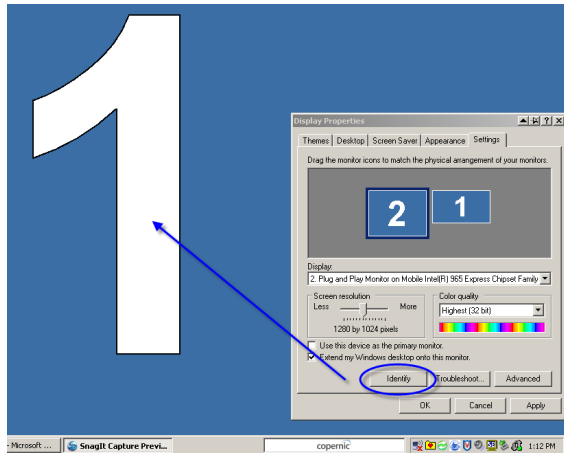 1
Display Properties
Themes Desktop Screen Saver Appearance Settings
Drag the monitor icons to match the physical arrangement of your monitors.
2 1
Display:
2. Plug and Play Monitor on Mobile Intel(R) 965 Express Chipset Family
Screen resolution
Less More
1280 by 1024 pixels
Color quality
Highest (32 bit)
Use this device as the primary monitor.
Extend my Windows desktop onto this monitor.
Identify Troubleshoot... Advanced
OK Cancel Apply
- Microsoft ... SnagIt Capture Previ... copernic 1:12 PM